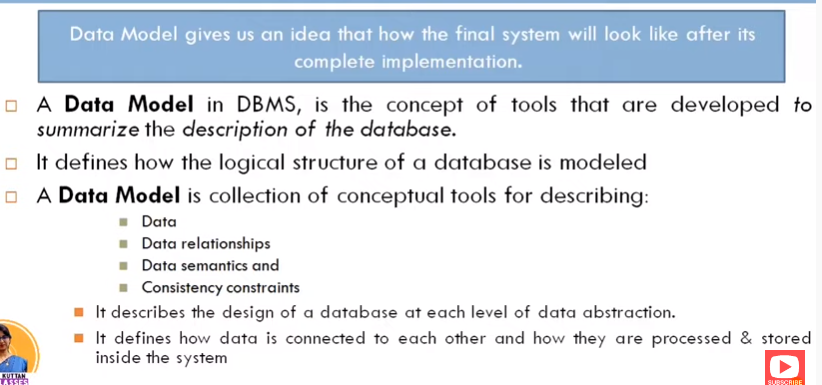 Data Model gives us an idea that how the final system will look like after its
complete implementation.
A Data Model in DBMS, is the concept of tools that are developed to
summarize the description of the database.
It defines how the logical structure of a database is modeled
A Data Model is collection of conceptual tools for describing:
Data
Data relationships
Data semantics and
Consistency constraints
It describes the design of a database at each level of data abstraction.
It defines how data is connected to each other and how they are processed & stored
inside the system
KUTTAN
LASSES
SUBSCRIBE